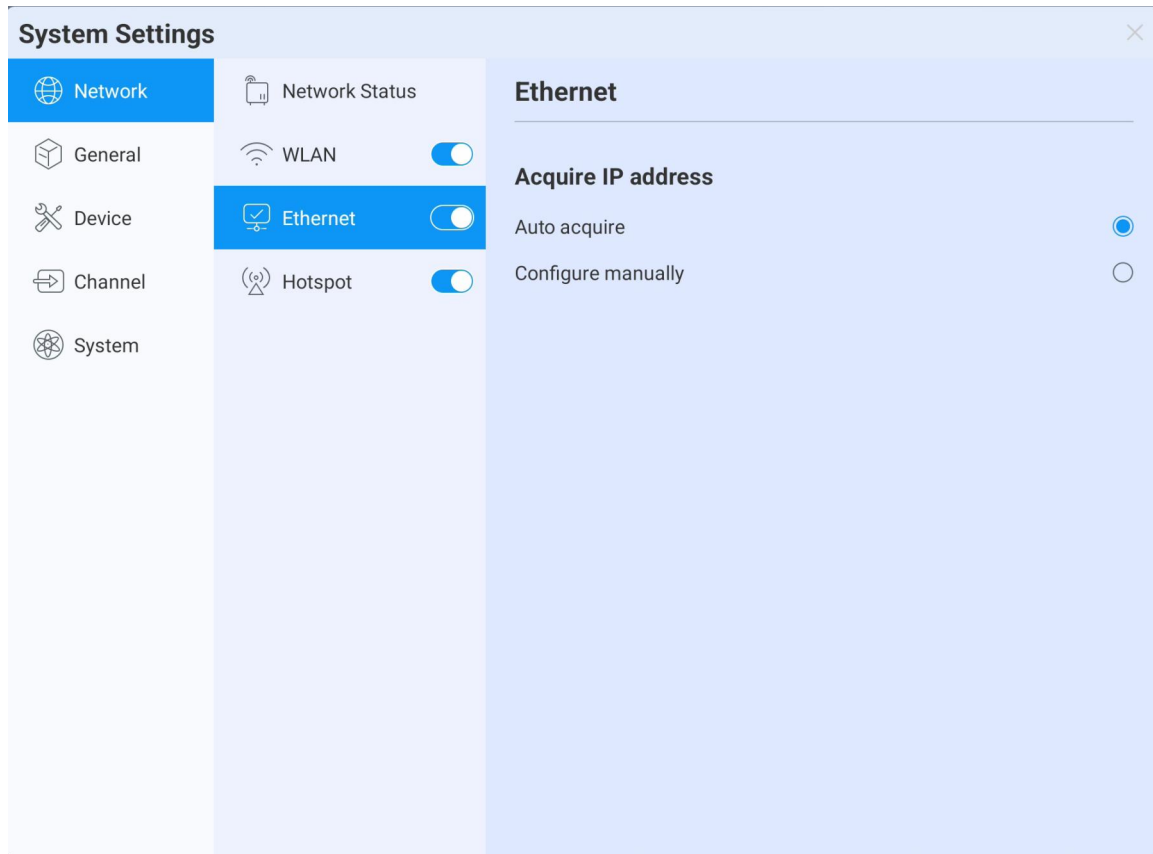 System Settings
Network
General
Device
Channel
System
Network Status
WLAN
Ethernet
Hotspot
Ethernet
Acquire IP address
Auto acquire
Configure manually